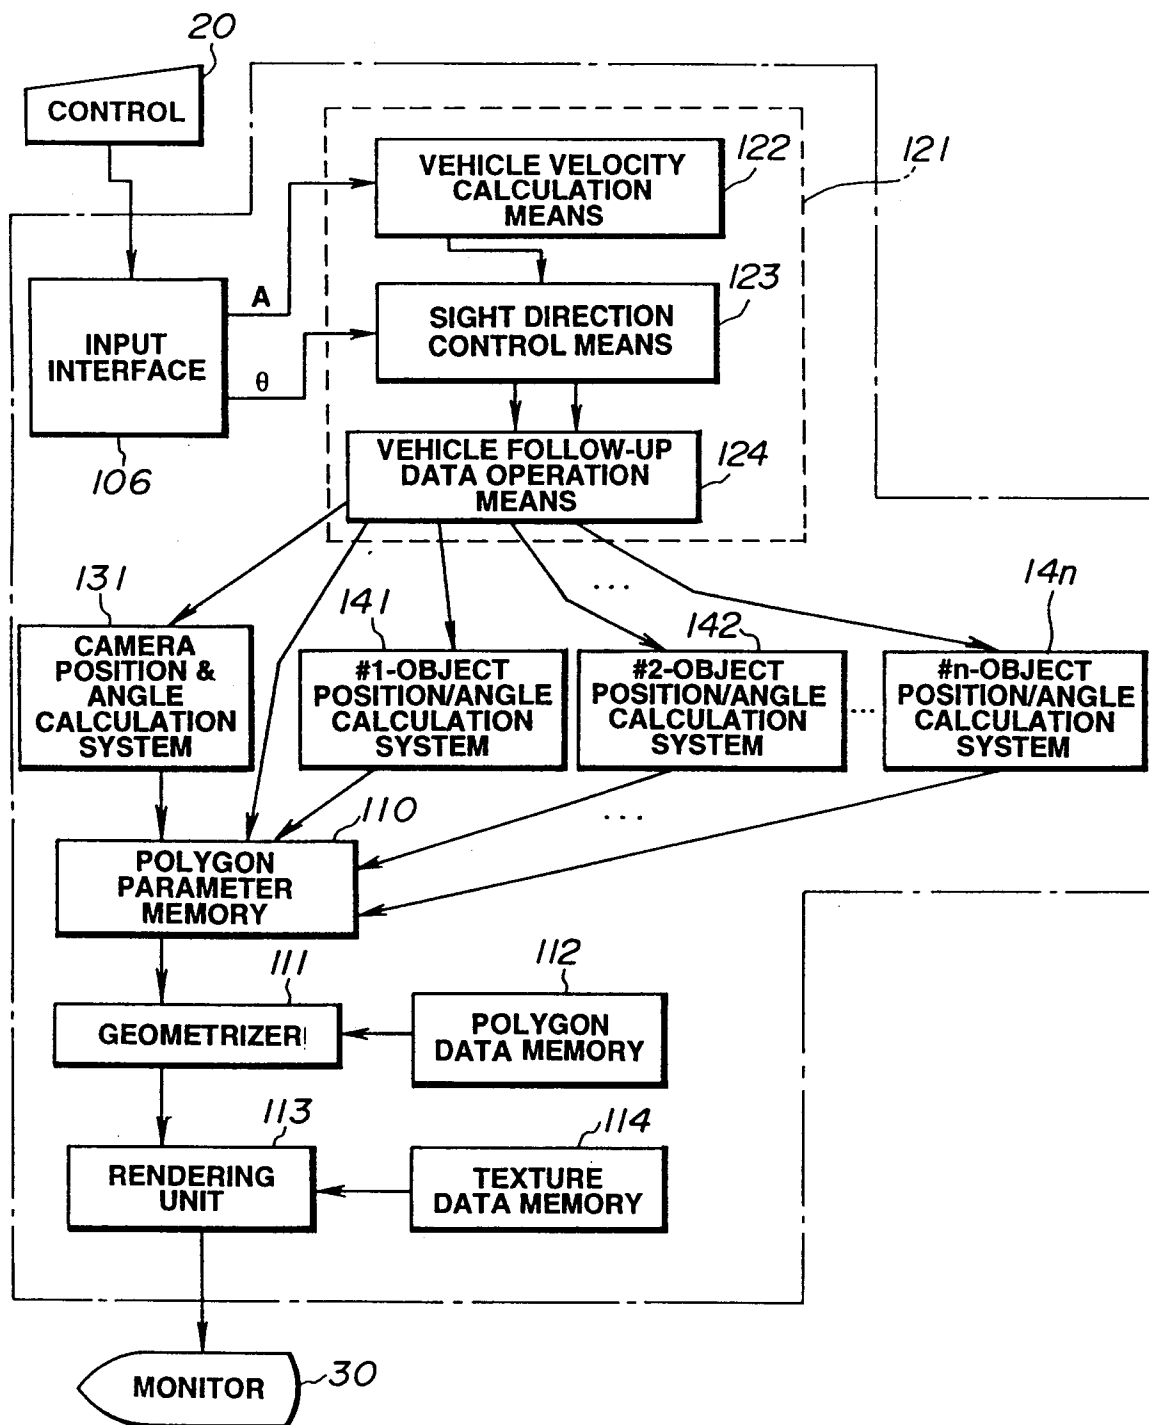 20
CONTROL
VEHICLE VELOCITY
CALCULATION
MEANS
122
121
A
INPUT
INTERFACE
θ
106
SIGHT DIRECTION
CONTROL MEANS
123
VEHICLE FOLLOW-UP
DATA OPERATION
MEANS
124
...
131
CAMERA
POSITION &
ANGLE
CALCULATION
SYSTEM
141
#1-OBJECT
POSITION/ANGLE
CALCULATION
SYSTEM
142
#2-OBJECT
POSITION/ANGLE
CALCULATION
SYSTEM
...
14n
#n-OBJECT
POSITION/ANGLE
CALCULATION
SYSTEM
...
110
POLYGON
PARAMETER
MEMORY
111
GEOMETRIZER
112
POLYGON
DATA MEMORY
113
RENDERING
UNIT
114
TEXTURE
DATA MEMORY
MONITOR
30